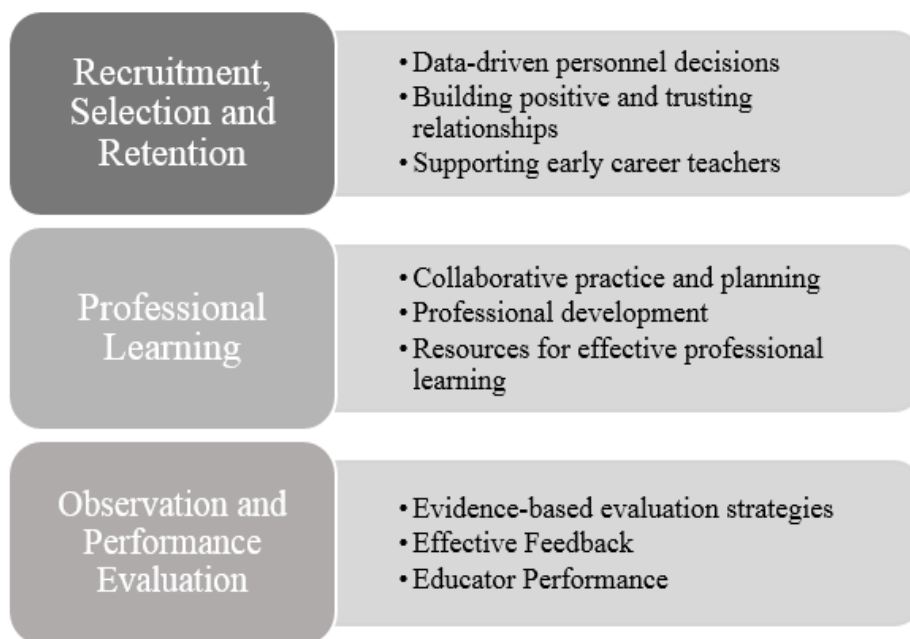 Recruitment,
Selection and
Retention
•Data-driven personnel decisions
•Building positive and trusting
relationships
•Supporting early career teachers
Professional
Learning
•Collaborative practice and planning
•Professional development
•Resources for effective professional
learning
Observation and
Performance
Evaluation
•Evidence-based evaluation strategies
•Effective Feedback
•Educator Performance